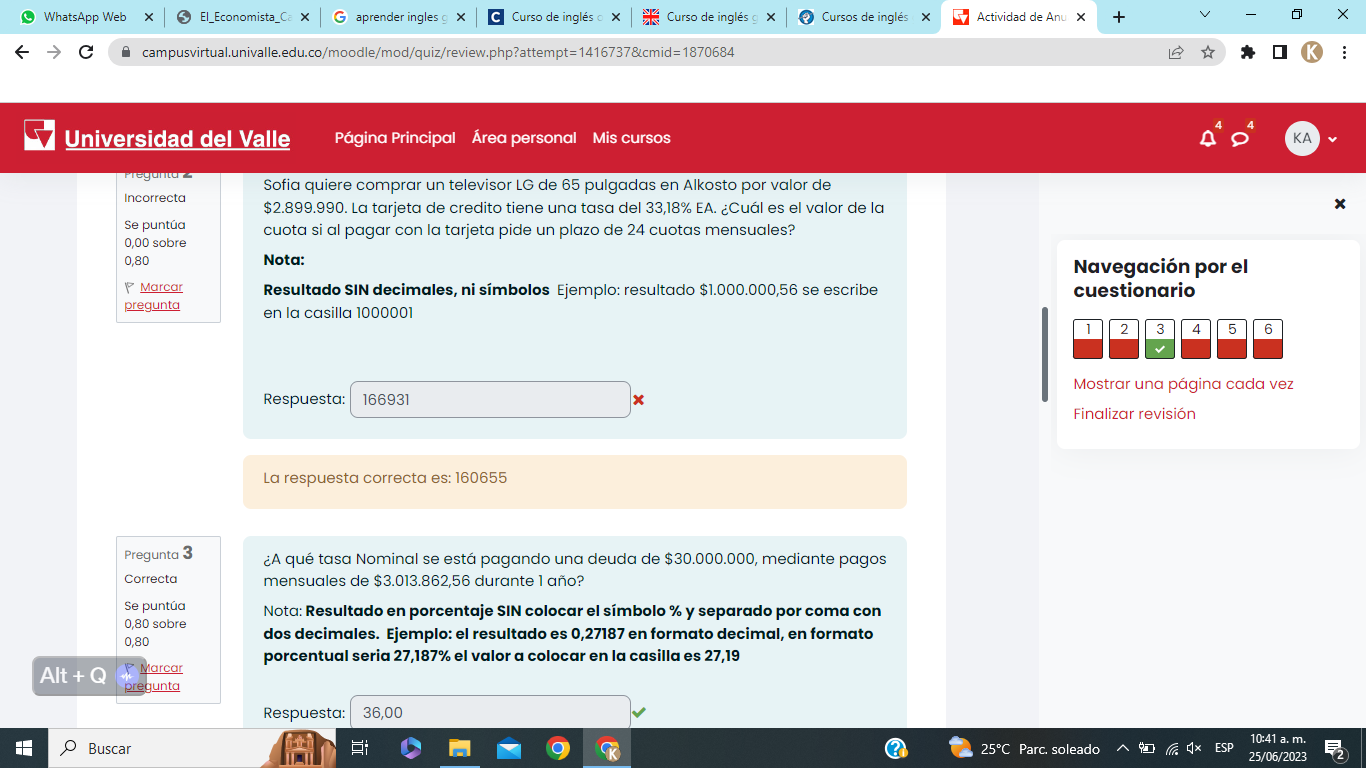 WhatsApp Web
El_Economista_Ca
aprender ingles g
Curso de inglés o
Curso de inglés g
Cursos de inglés
Actividad de Anu
campusvirtual.univalle.edu.co/moodle/mod/quiz/review.php?attempt=1416737&cmid=1870684
K
Universidad del Valle
Página Principal
Área personal
Mis cursos
4
4
KA
Pregunta 2
Incorrecta
Se puntúa
0,00 sobre
0,80
Marcar
pregunta
Sofia quiere comprar un televisor LG de 65 pulgadas en Alkosto por valor de
$2.899.990. La tarjeta de credito tiene una tasa del 33,18% EA. ¿Cuál es el valor de la
cuota si al pagar con la tarjeta pide un plazo de 24 cuotas mensuales?
Nota:
Resultado SIN decimales, ni símbolos Ejemplo: resultado $1.000.000,56 se escribe
en la casilla 1000001
Respuesta: 166931
La respuesta correcta es: 160655
Navegación por el
cuestionario
1 2 3 4 5 6
Mostrar una página cada vez
Finalizar revisión
Pregunta 3
Correcta
Se puntúa
0,80 sobre
0,80
Marcar
pregunta
Alt + Q
¿A qué tasa Nominal se está pagando una deuda de $30.000.000, mediante pagos
mensuales de $3.013.862,56 durante 1 año?
Nota: Resultado en porcentaje SIN colocar el símbolo % y separado por coma con
dos decimales. Ejemplo: el resultado es 0,27187 en formato decimal, en formato
porcentual seria 27,187% el valor a colocar en la casilla es 27,19
Respuesta: 36,00
Buscar
25°C Parc. soleado
ESP
10:41 a. m.
25/06/2023
2